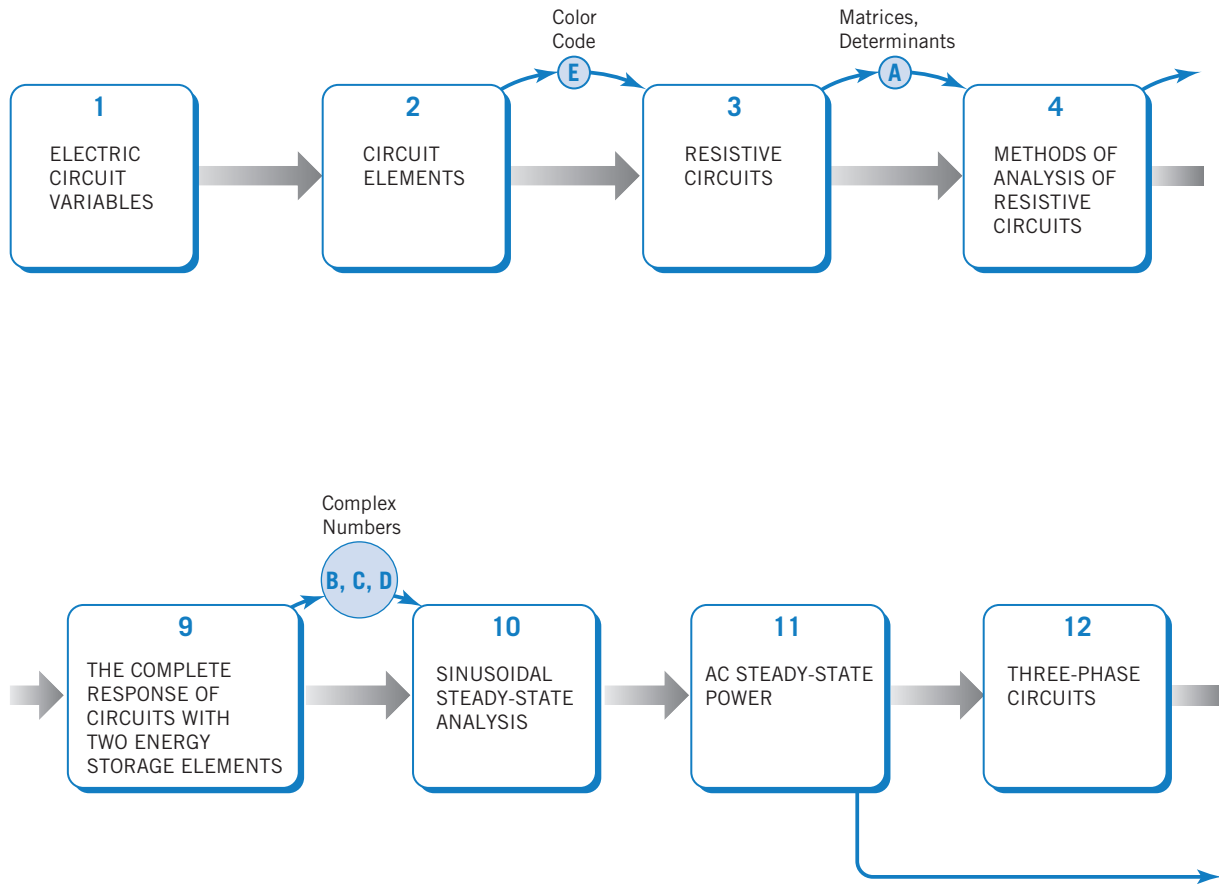 Color
Code
E
Matrices,
Determinants
A
1
ELECTRIC
CIRCUIT
VARIABLES
2
CIRCUIT
ELEMENTS
3
RESISTIVE
CIRCUITS
4
METHODS OF
ANALYSIS OF
RESISTIVE
CIRCUITS
Complex
Numbers
B, C, D
9
THE COMPLETE
RESPONSE OF
CIRCUITS WITH
TWO ENERGY
STORAGE ELEMENTS
10
SINUSOIDAL
STEADY-STATE
ANALYSIS
11
AC STEADY-STATE
POWER
12
THREE-PHASE
CIRCUITS